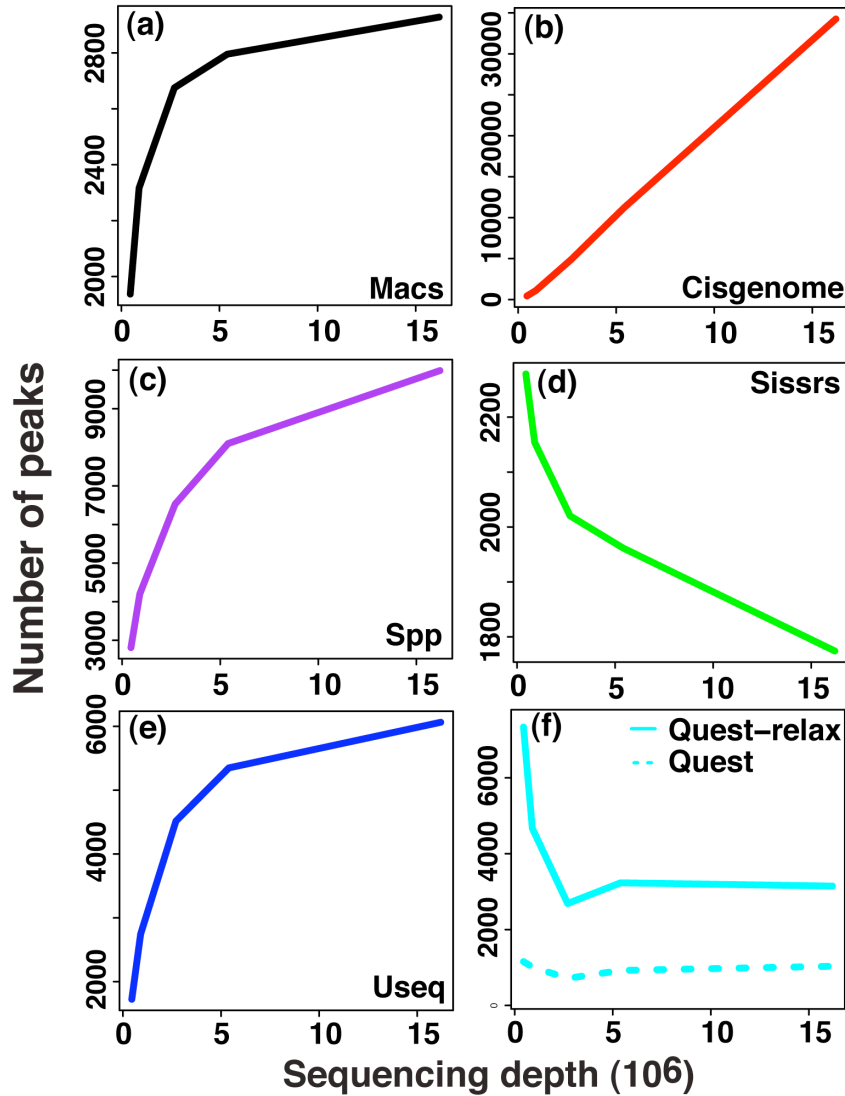 (a)
2800
2400
2000
Macs
0 5 10 15
(b)
30000
20000
10000
0
Cisgenome
0 5 10 15
(c)
9000
7000
5000
3000
Spp
0 5 10 15
(d)
Sissrs
2200
2000
1800
0 5 10 15
(e)
6000
4000
2000
Useq
0 5 10 15
(f)
Quest-relax
Quest
6000
4000
2000
0
0 5 10 15
Number of peaks
Sequencing depth (10⁶)